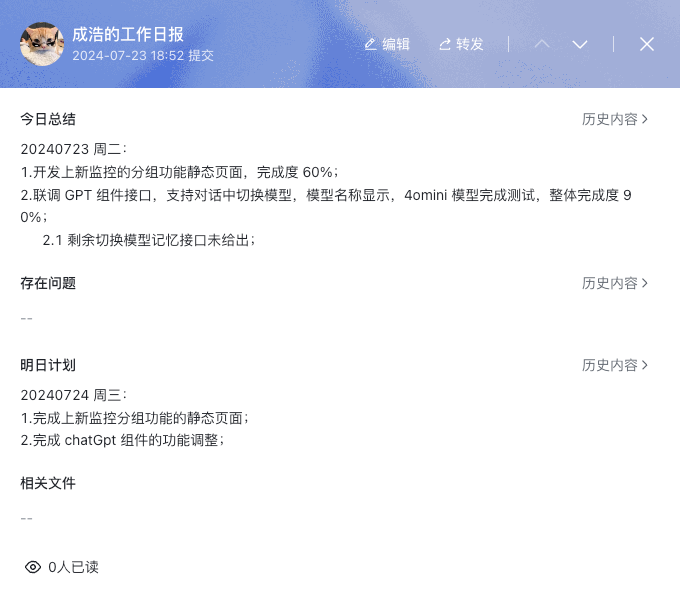 成浩的工作日报
2024-07-23 18:52 提交
编辑
转发
今日总结
历史内容
20240723 周二：
1.开发上新监控的分组功能静态页面，完成度 60%；
2.联调 GPT 组件接口，支持对话中切换模型，模型名称显示，4omini 模型完成测试，整体完成度 9
0%；
2.1 剩余切换模型记忆接口未给出；
存在问题
历史内容
--
明日计划
历史内容
20240724 周三：
1.完成上新监控分组功能的静态页面；
2.完成 chatGpt 组件的功能调整；
相关文件
--
0人已读